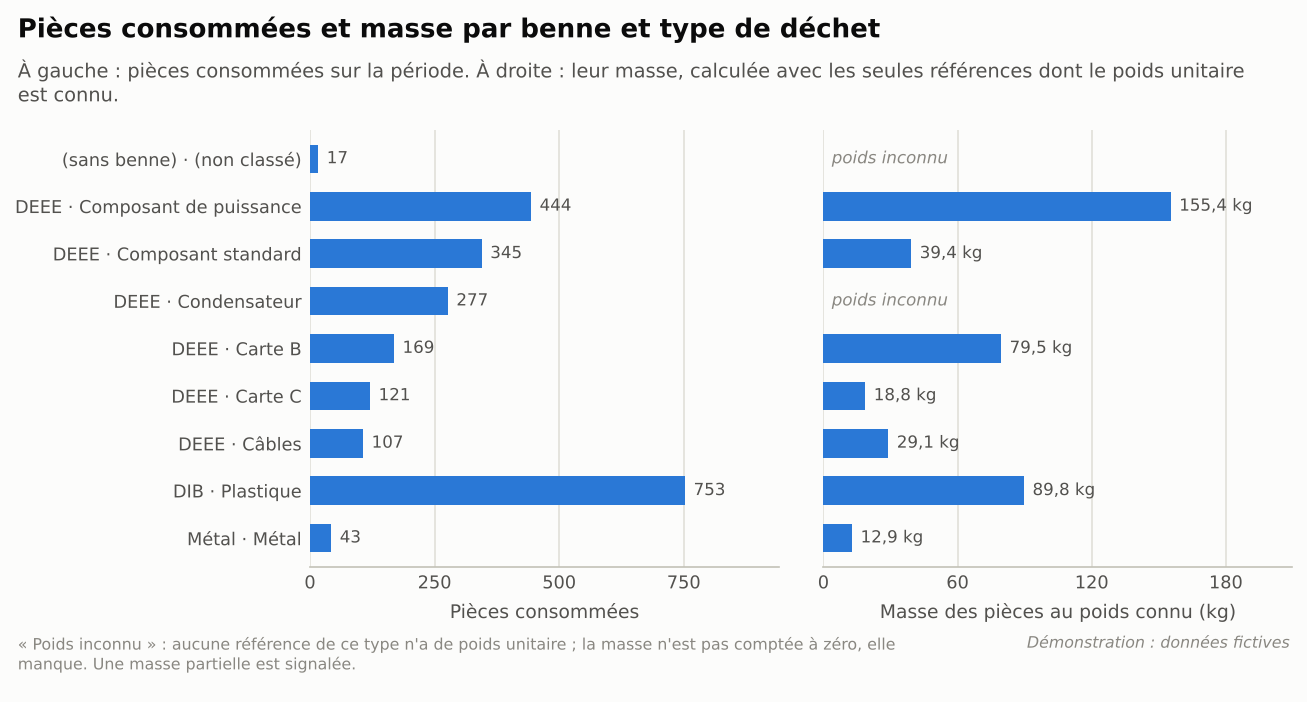 Pièces consommées et masse par benne et type de déchet
À gauche : pièces consommées sur la période. À droite : leur masse, calculée avec les seules références dont le poids unitaire
est connu.
(sans benne) · (non classé) 17 poids inconnu
DEEE · Composant de puissance 444 155,4 kg
DEEE · Composant standard 345 39,4 kg
DEEE · Condensateur 277 poids inconnu
DEEE · Carte B 169 79,5 kg
DEEE · Carte C 121 18,8 kg
DEEE · Câbles 107 29,1 kg
DIB · Plastique 753 89,8 kg
Métal · Métal 43 12,9 kg
0 250 500 750 0 60 120 180
Pièces consommées Masse des pièces au poids connu (kg)
« Poids inconnu » : aucune référence de ce type n'a de poids unitaire ; la masse n'est pas comptée à zéro, elle
manque. Une masse partielle est signalée.
Démonstration : données fictives